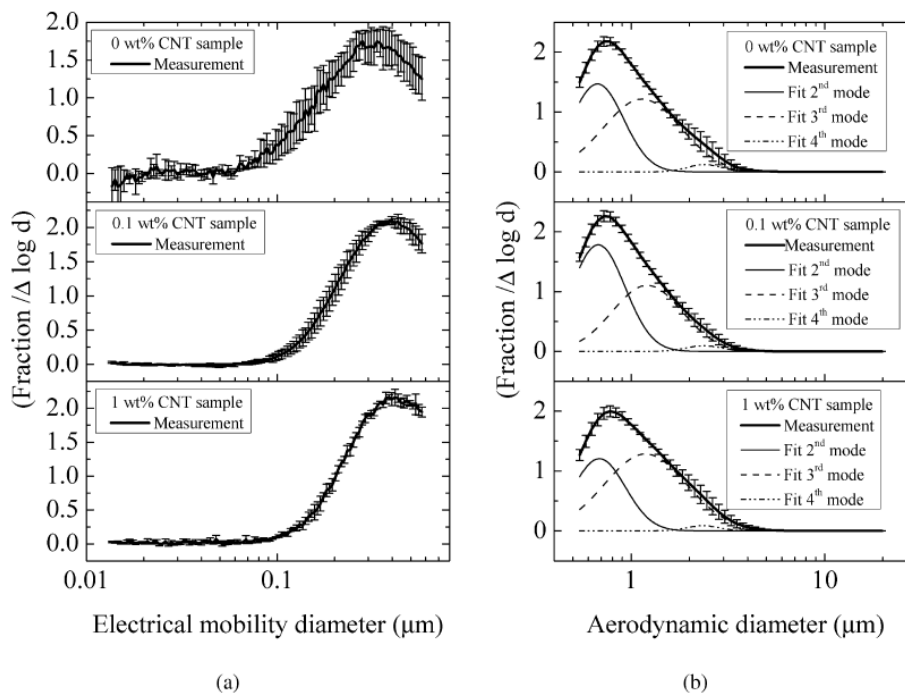 (Fraction /Δ log d)
0 wt% CNT sample
Measurement
1.5
1.0
0.5
0.0
0.1 wt% CNT sample
Measurement
2.0
1.5
1.0
0.5
0.0
1 wt% CNT sample
Measurement
2.0
1.5
1.0
0.5
0.0
0.01 0.1
Electrical mobility diameter (μm)
(a)
(Fraction /Δ log d)
0 wt% CNT sample
Measurement
Fit 2nd mode
Fit 3rd mode
Fit 4th mode
2
1
0
0.1 wt% CNT sample
Measurement
Fit 2nd mode
Fit 3rd mode
Fit 4th mode
2
1
0
1 wt% CNT sample
Measurement
Fit 2nd mode
Fit 3rd mode
Fit 4th mode
2
1
0
1 10
Aerodynamic diameter (μm)
(b)